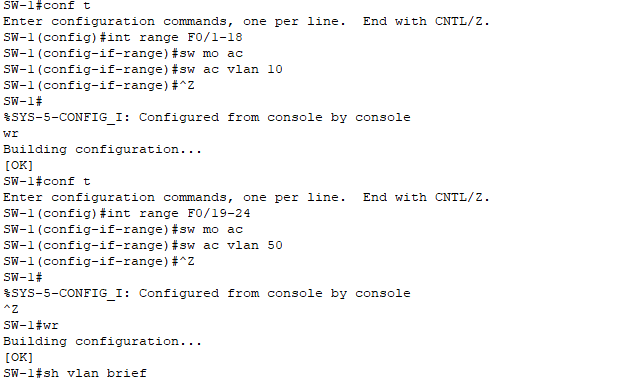 SW-1#conf t
Enter configuration commands, one per line.  End with CNTL/Z.
SW-1(config)#int range F0/1-18
SW-1(config-if-range)#sw mo ac
SW-1(config-if-range)#sw ac vlan 10
SW-1(config-if-range)#^Z
SW-1#
%SYS-5-CONFIG_I: Configured from console by console
wr
Building configuration...
[OK]
SW-1#conf t
Enter configuration commands, one per line.  End with CNTL/Z.
SW-1(config)#int range F0/19-24
SW-1(config-if-range)#sw mo ac
SW-1(config-if-range)#sw ac vlan 50
SW-1(config-if-range)#^Z
SW-1#
%SYS-5-CONFIG_I: Configured from console by console
^Z
SW-1#wr
Building configuration...
[OK]
SW-1#sh vlan brief